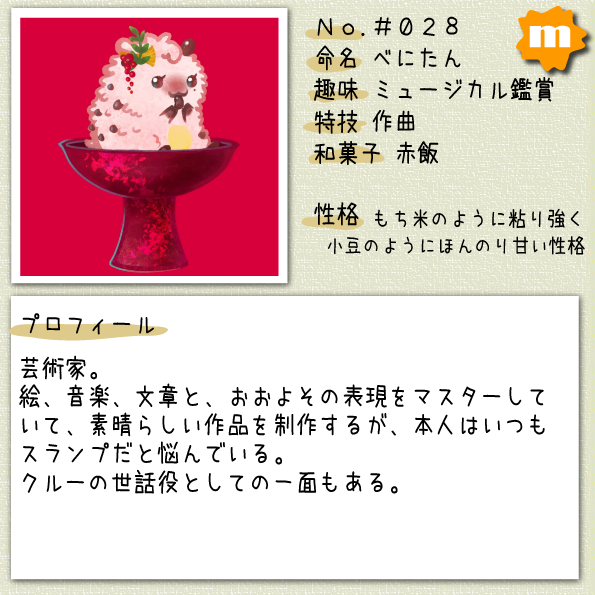 No.#028
m
命名 べにたん
趣味 ミュージカル鑑賞
特技 作曲
和菓子 赤飯
性格 もち米のように粘り強く
小豆のようにほんのり甘い性格
プロフィール
芸術家。
絵、音楽、文章と、おおよその表現をマスターして
いて、素晴らしい作品を制作するが、本人はいつも
スランプだと悩んでいる。
クルーの世話役としての一面もある。